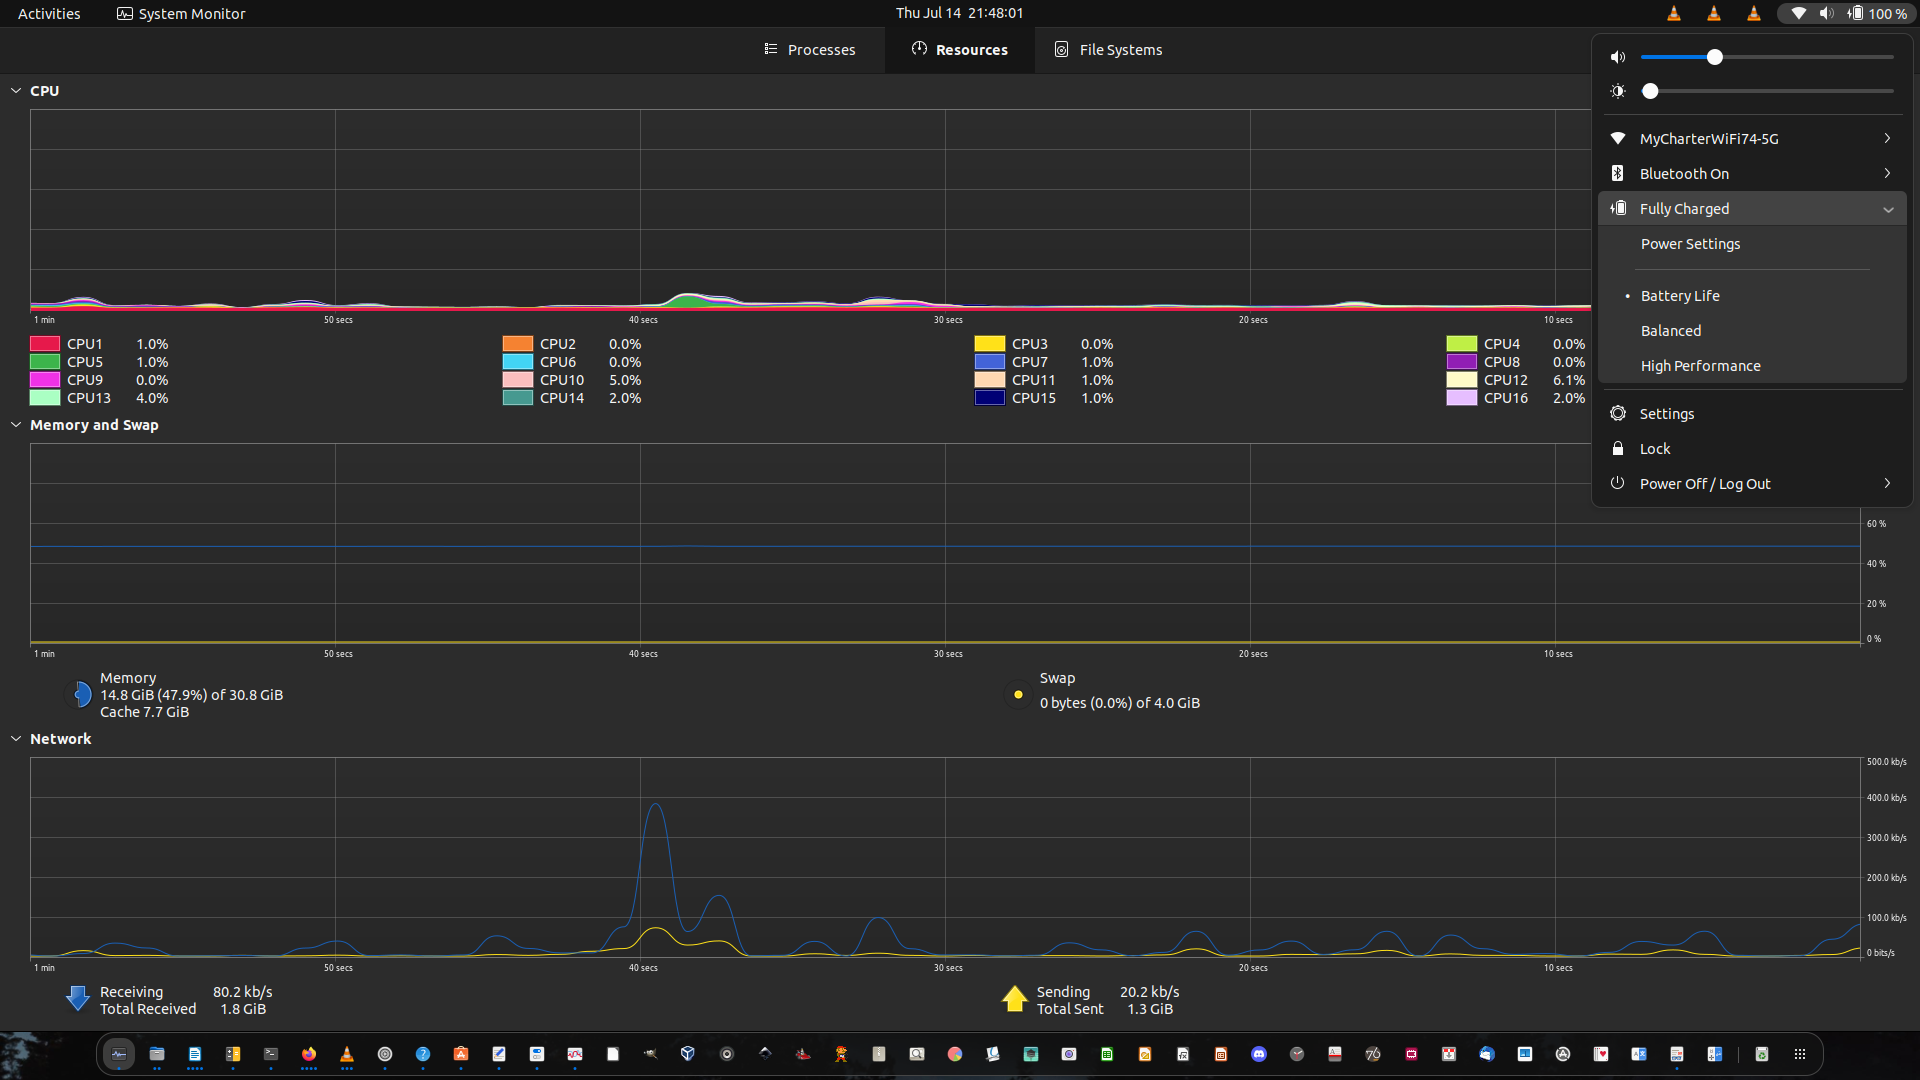 Activities
System Monitor
Thu Jul 14 21:48:01
100 %
Processes
Resources
File Systems
CPU
1 min
50 secs
40 secs
30 secs
20 secs
10 secs
CPU1 1.0%
CPU2 0.0%
CPU3 0.0%
CPU4 0.0%
CPU5 1.0%
CPU6 0.0%
CPU7 1.0%
CPU8 0.0%
CPU9 0.0%
CPU10 5.0%
CPU11 1.0%
CPU12 6.1%
CPU13 4.0%
CPU14 2.0%
CPU15 1.0%
CPU16 2.0%
MyCharterWiFi74-5G
Bluetooth On
Fully Charged
Power Settings
• Battery Life
Balanced
High Performance
Settings
Lock
Power Off / Log Out
Memory and Swap
60 %
40 %
20 %
0 %
1 min
50 secs
40 secs
30 secs
20 secs
10 secs
Memory
14.8 GiB (47.9%) of 30.8 GiB
Cache 7.7 GiB
Swap
0 bytes (0.0%) of 4.0 GiB
Network
500.0 kb/s
400.0 kb/s
300.0 kb/s
200.0 kb/s
100.0 kb/s
0 bits/s
1 min
50 secs
40 secs
30 secs
20 secs
10 secs
Receiving 80.2 kb/s
Total Received 1.8 GiB
Sending 20.2 kb/s
Total Sent 1.3 GiB
76